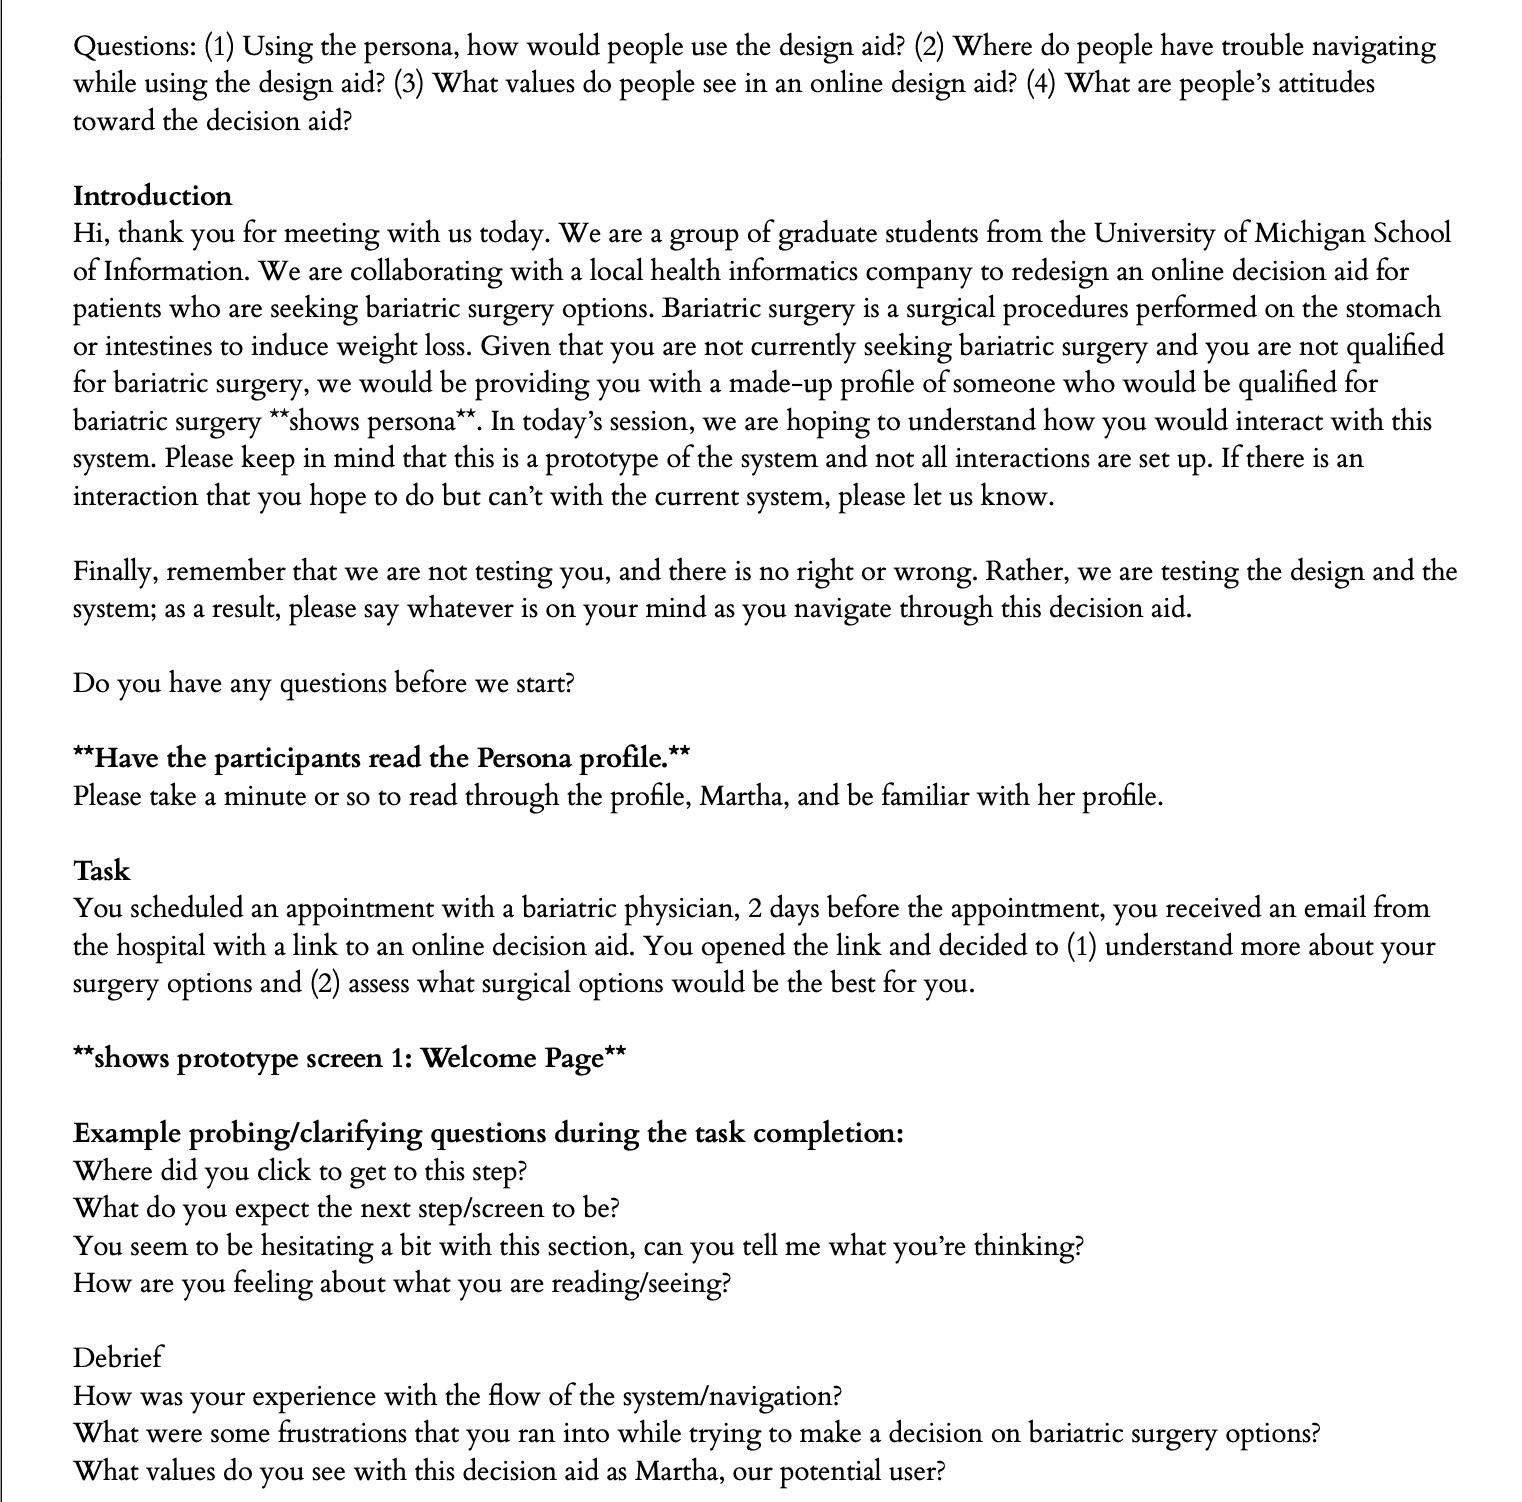 Questions: (1) Using the persona, how would people use the design aid? (2) Where do people have trouble navigating
while using the design aid? (3) What values do people see in an online design aid? (4) What are people’s attitudes
toward the decision aid?
Introduction
Hi, thank you for meeting with us today. We are a group of graduate students from the University of Michigan School
of Information. We are collaborating with a local health informatics company to redesign an online decision aid for
patients who are seeking bariatric surgery options. Bariatric surgery is a surgical procedures performed on the stomach
or intestines to induce weight loss. Given that you are not currently seeking bariatric surgery and you are not qualified
for bariatric surgery, we would be providing you with a made-up profile of someone who would be qualified for
bariatric surgery **shows persona**. In today’s session, we are hoping to understand how you would interact with this
system. Please keep in mind that this is a prototype of the system and not all interactions are set up. If there is an
interaction that you hope to do but can’t with the current system, please let us know.
Finally, remember that we are not testing you, and there is no right or wrong. Rather, we are testing the design and the
system; as a result, please say whatever is on your mind as you navigate through this decision aid.
Do you have any questions before we start?
**Have the participants read the Persona profile.**
Please take a minute or so to read through the profile, Martha, and be familiar with her profile.
Task
You scheduled an appointment with a bariatric physician, 2 days before the appointment, you received an email from
the hospital with a link to an online decision aid. You opened the link and decided to (1) understand more about your
surgery options and (2) assess what surgical options would be the best for you.
**shows prototype screen 1: Welcome Page**
Example probing/clarifying questions during the task completion:
Where did you click to get to this step?
What do you expect the next step/screen to be?
You seem to be hesitating a bit with this section, can you tell me what you’re thinking?
How are you feeling about what you are reading/seeing?
Debrief
How was your experience with the flow of the system/navigation?
What were some frustrations that you ran into while trying to make a decision on bariatric surgery options?
What values do you see with this decision aid as Martha, our potential user?